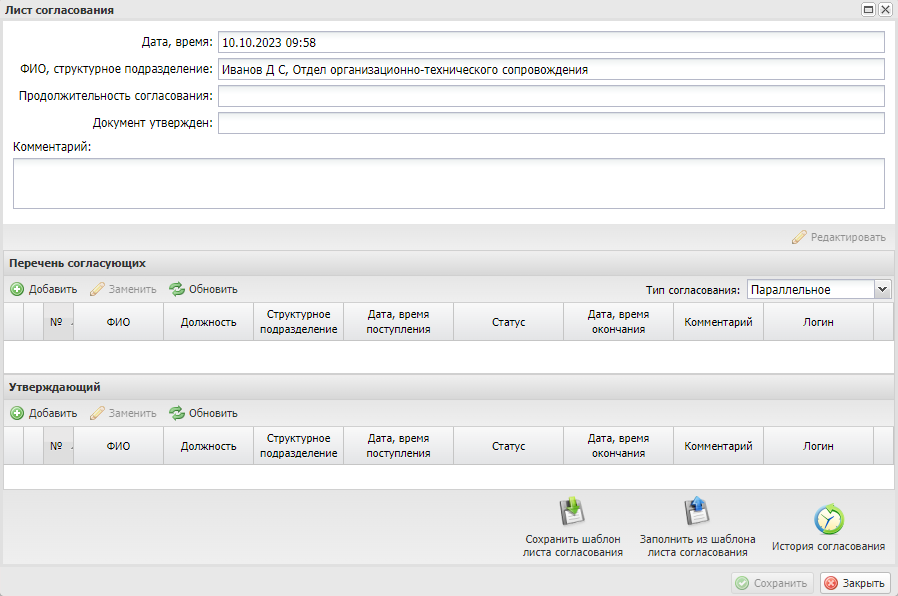 Лист согласования
Дата, время: 10.10.2023 09:58
ФИО, структурное подразделение: Иванов Д С, Отдел организационно-технического сопровождения
Продолжительность согласования:
Документ утвержден:
Комментарий:
Редактировать
Перечень согласующих
Добавить Заменить Обновить Тип согласования: Параллельное
№ ФИО Должность Структурное подразделение Дата, время поступления Статус Дата, время окончания Комментарий Логин
Утверждающий
Добавить Заменить Обновить
№ ФИО Должность Структурное подразделение Дата, время поступления Статус Дата, время окончания Комментарий Логин
Сохранить шаблон листа согласования
Заполнить из шаблона листа согласования
История согласования
Сохранить Закрыть